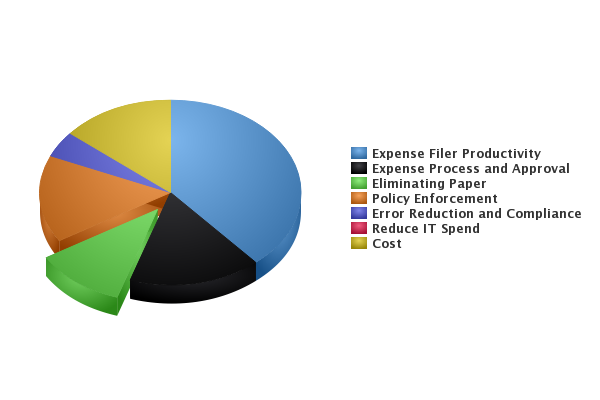 Expense Filer Productivity
Expense Process and Approval
Eliminating Paper
Policy Enforcement
Error Reduction and Compliance
Reduce IT Spend
Cost